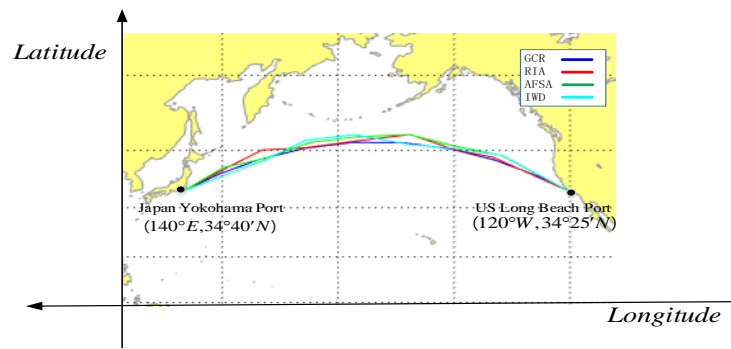 Latitude
GCR
RIA
AFSA
IWD
Japan Yokohama Port
(140°E,34°40′N)
US Long Beach Port
(120°W,34°25′N)
Longitude